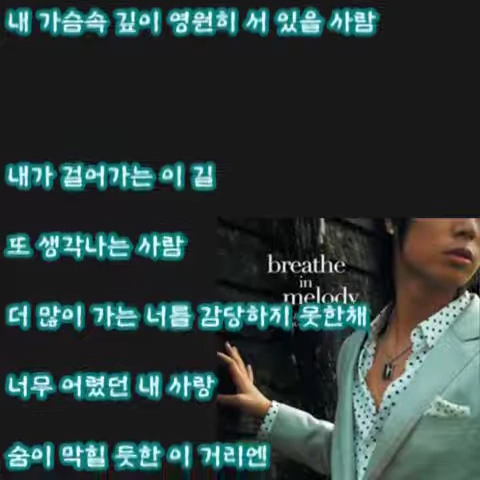 내 가슴속 깊이 영원히 서 있을 사람
내가 걸어가는 이 길
또 생각나는 사람
breathe
in
melody
더 많이 가는 너를 감당하지 못한채
너무 어렸던 내 사랑
숨이 막힐 듯한 이 거리엔